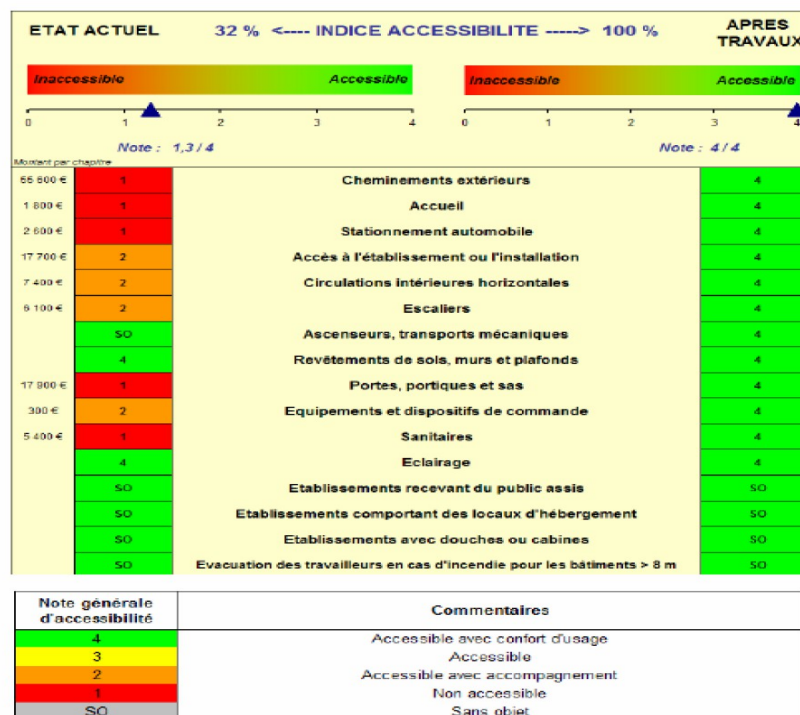 ETAT ACTUEL 32 % <---- INDICE ACCESSIBILITE -----> 100 % APRES TRAVAUX
Inaccessible Accessible Inaccessible Accessible
0 1 2 3 4 0 1 2 3 4
Note : 1,3 / 4 Note : 4 / 4
Montant par chapitre
1 Cheminements extérieurs 4
1 800 € 1 Accueil 4
2 600 € 1 Stationnement automobile 4
17 700 € 2 Accès à l'établissement ou l'installation 4
7 400 € 2 Circulations intérieures horizontales 4
2 Escaliers 4
SO Ascenseurs, transports mécaniques 4
4 Revêtements de sols, murs et plafonds 4
1 Portes, portiques et sas 4
300 € 2 Equipements et dispositifs de commande 4
5 400 € 1 Sanitaires 4
4 Eclairage 4
SO Etablissements recevant du public assis SO
SO Etablissements comportant des locaux d'hébergement SO
SO Etablissements avec douches ou cabines SO
SO Evacuation des travailleurs en cas d'incendie pour les bâtiments > 8 m SO
Note générale d'accessibilité Commentaires
4 Accessible avec confort d'usage
3 Accessible
2 Accessible avec accompagnement
1 Non accessible
SO Sans objet